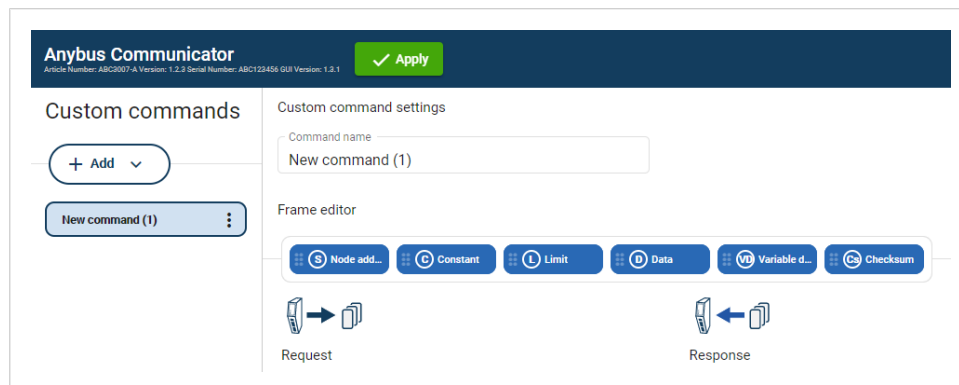 Anybus Communicator
Article Number: ABC3007-A Version: 1.2.3 Serial Number: ABC123456 GUI Version: 1.3.1
Apply
Custom commands
+ Add
New command (1)
Custom command settings
Command name
New command (1)
Frame editor
S Node add... C Constant L Limit D Data VD Variable d... Cs Checksum
Request
Response